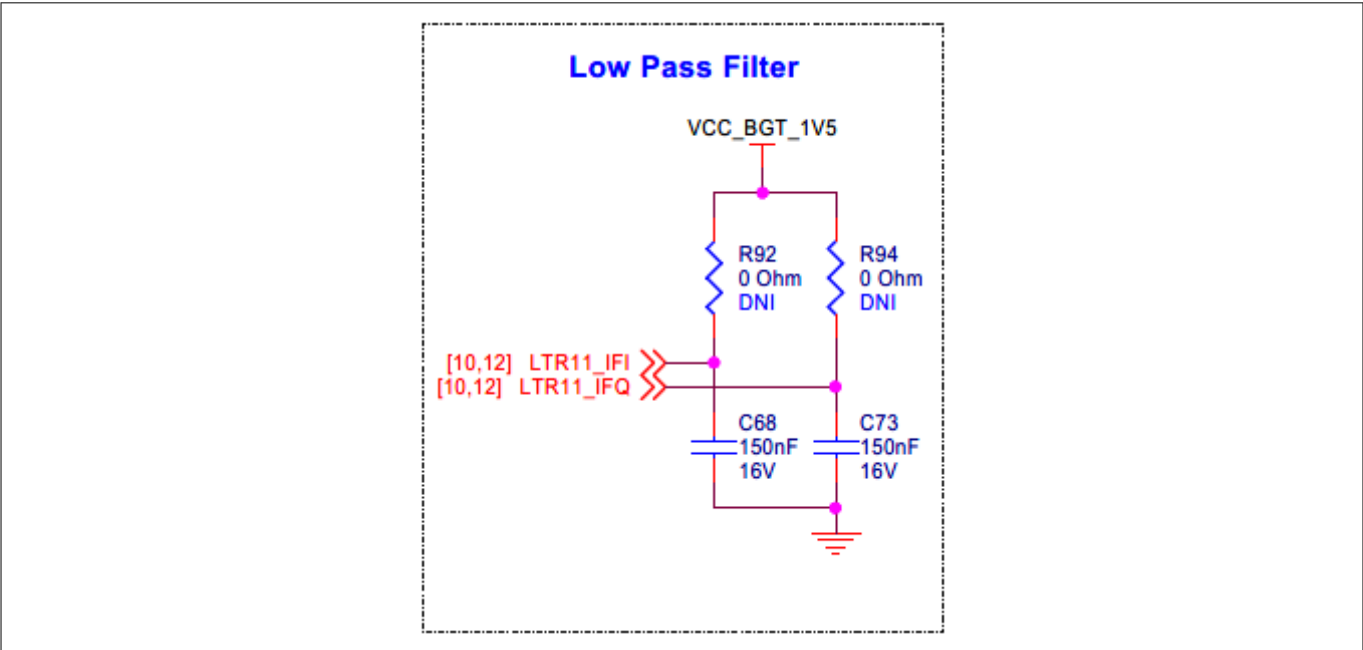 Low Pass Filter
VCC_BGT_1V5
R92
0 Ohm
DNI
R94
0 Ohm
DNI
[10,12] LTR11_IFI
[10,12] LTR11_IFQ
C68
150nF
16V
C73
150nF
16V